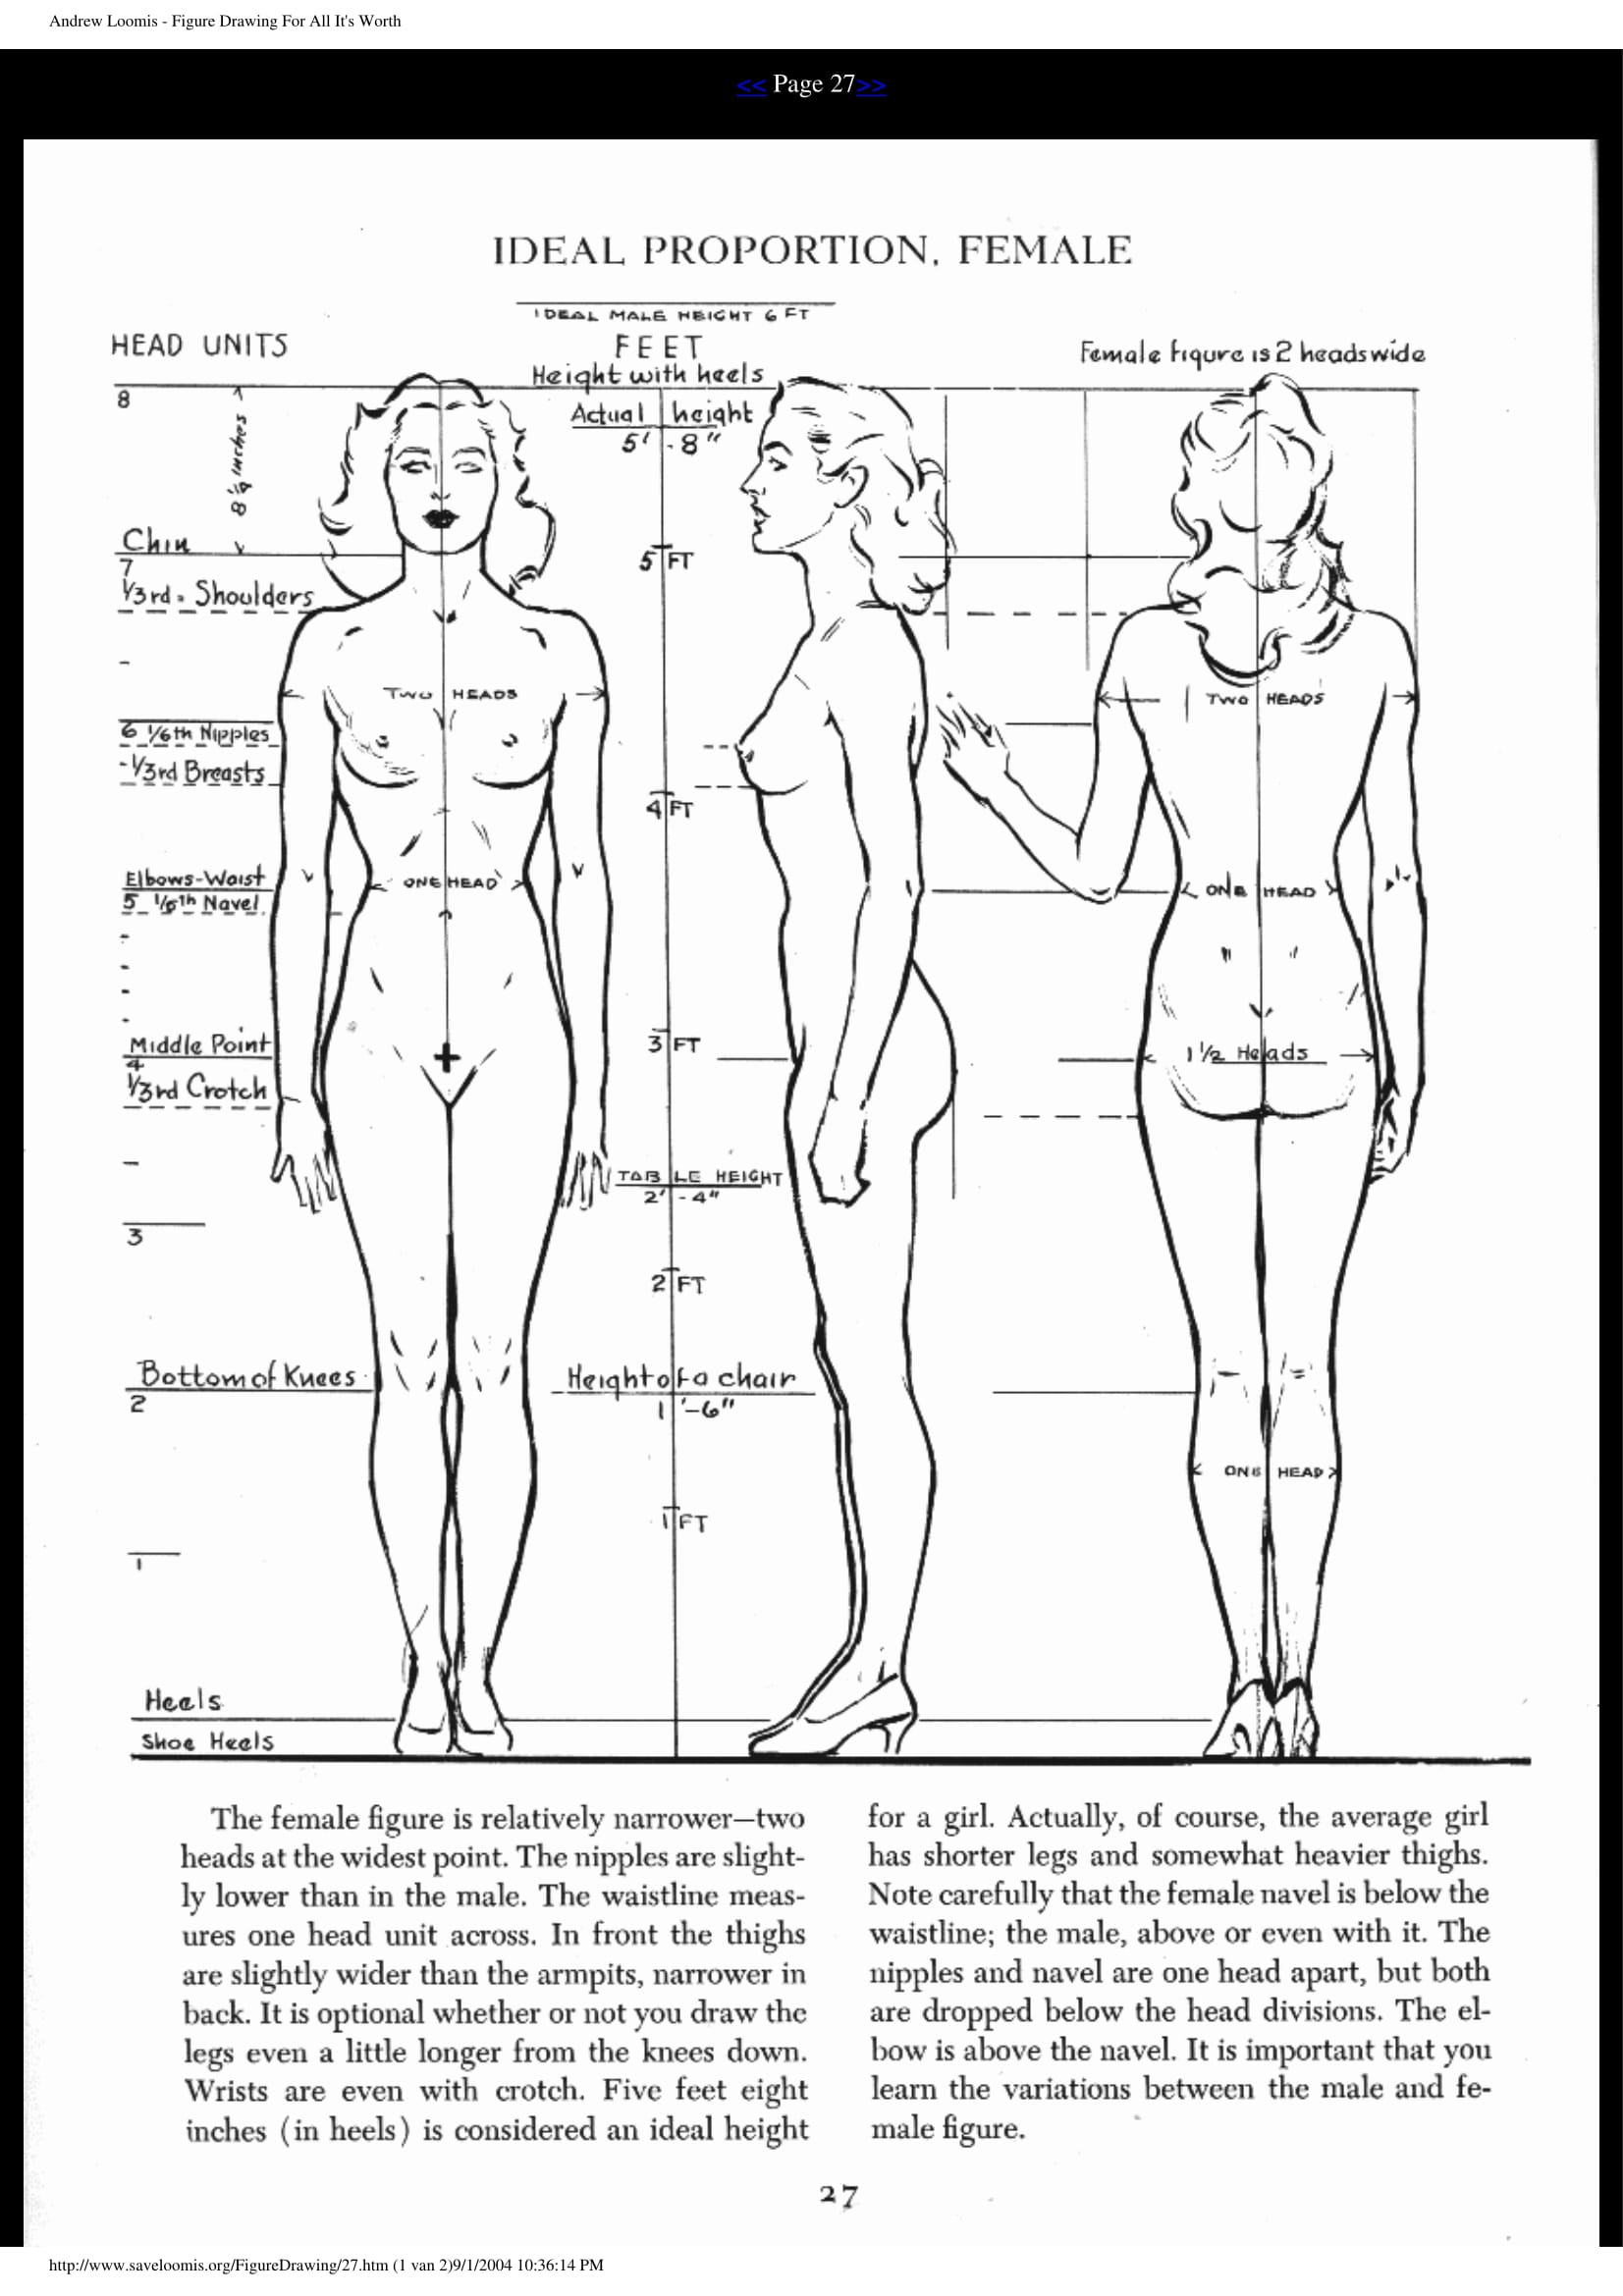 Andrew Loomis - Figure Drawing For All It's Worth
<< Page 27>>
IDEAL PROPORTION, FEMALE
IDEAL MALE HEIGHT 6 FT
HEAD UNITS
FEET
Female figure is 2 heads wide
Height with heels
8
Actual height
5' - 8"
8 1/2 inches
Chin
7
5 FT
1/3rd - Shoulders
TWO HEADS
TWO HEADS
6 1/6th Nipples
- 1/3rd Breasts
4 FT
Elbows-Waist
ONE HEAD
ONE HEAD
5 1/6th Navel
Middle Point
3 FT
1 1/2 Heads
4
1/3rd Crotch
TABLE HEIGHT
2' - 4"
3
2 FT
Bottom of Knees
Height of a chair
2
1'-6"
ONE HEAD
1 FT
1
Heels
Shoe Heels
The female figure is relatively narrower—two
heads at the widest point. The nipples are slight-
ly lower than in the male. The waistline meas-
ures one head unit across. In front the thighs
are slightly wider than the armpits, narrower in
back. It is optional whether or not you draw the
legs even a little longer from the knees down.
Wrists are even with crotch. Five feet eight
inches (in heels) is considered an ideal height
for a girl. Actually, of course, the average girl
has shorter legs and somewhat heavier thighs.
Note carefully that the female navel is below the
waistline; the male, above or even with it. The
nipples and navel are one head apart, but both
are dropped below the head divisions. The el-
bow is above the navel. It is important that you
learn the variations between the male and fe-
male figure.
27
http://www.saveloomis.org/FigureDrawing/27.htm (1 van 2)9/1/2004 10:36:14 PM